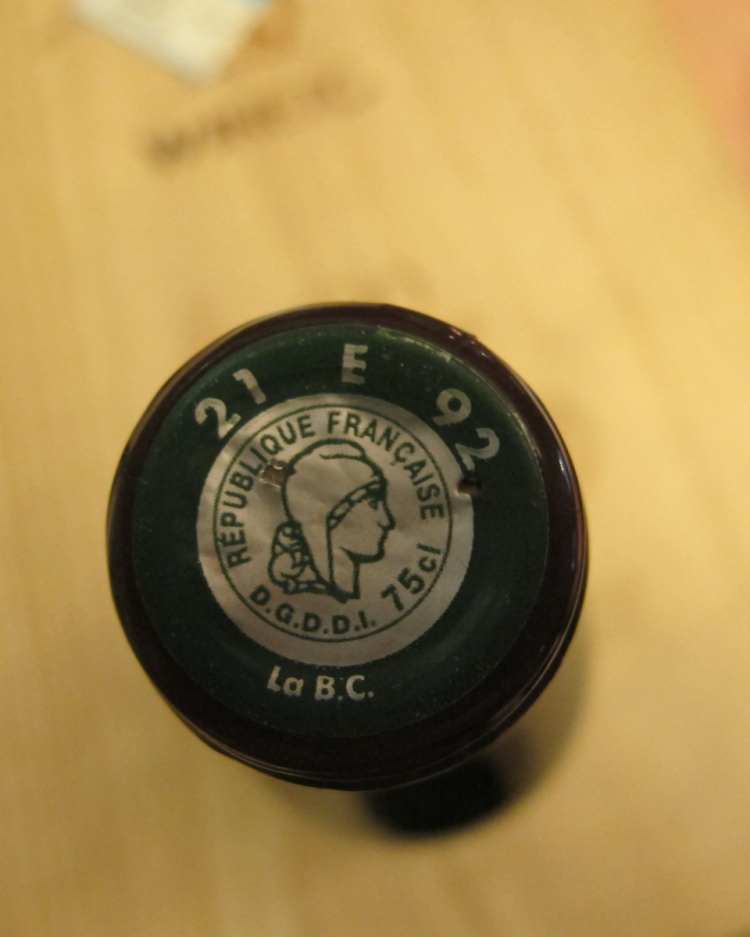 21 E 92
RÉPUBLIQUE FRANÇAISE
D.G.D.D.I. 75cl
La B.C.